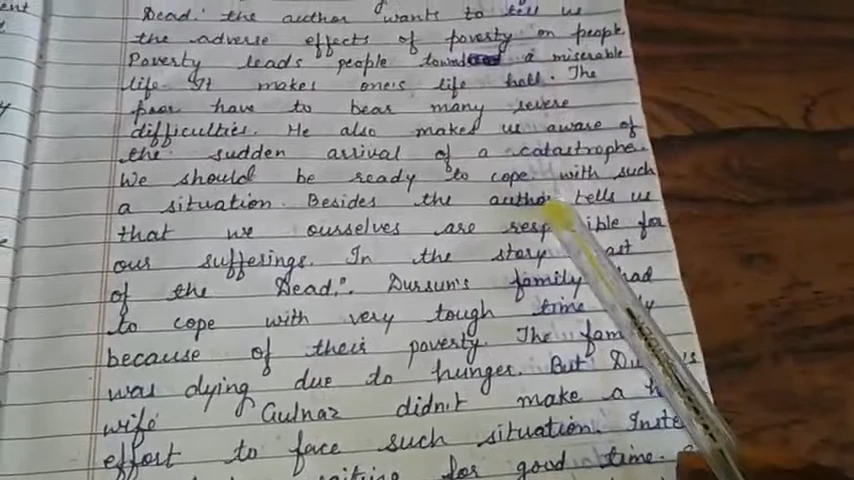 ent
Dead.' the author wants to tell us
the adverse effects of poverty on people.
Poverty leads people toward a miserable
life. It makes one's life hell. The
poor have to bear many severe
difficulties. He also makes us aware of
the sudden arrival of a catastrophe.
We should be ready to cope with such
a situation. Besides the author tells us
that we ourselves are responsible for
our sufferings. In the story
of the Dead.". Dursun's family had
to cope with very tough time
because of their poverty. The family
was dying due to hunger. But Dursun's
wife Gulnaz didn't make a
effort to face such situation.
waiting for good time.